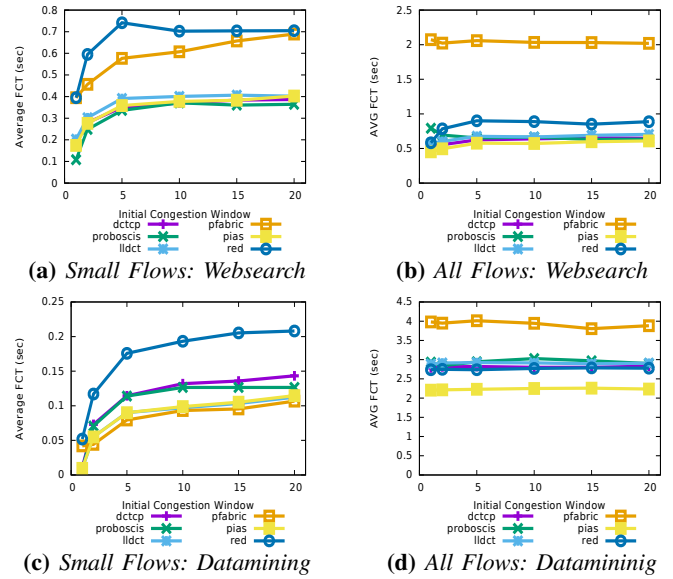 0.8
0.7
0.6
0.5
0.4
0.3
0.2
0.1
0
Average FCT (sec)
0 5 10 15 20
Initial Congestion Window
dctcp pfabric
proboscis pias
lldct red
(a) Small Flows: Websearch
2.5
2
1.5
1
0.5
0
AVG FCT (sec)
0 5 10 15 20
Initial Congestion Window
dctcp pfabric
proboscis pias
lldct red
(b) All Flows: Websearch
0.25
0.2
0.15
0.1
0.05
0
Average FCT (sec)
0 5 10 15 20
Initial Congestion Window
dctcp pfabric
proboscis pias
lldct red
(c) Small Flows: Datamining
4.5
4
3.5
3
2.5
2
1.5
1
0.5
0
AVG FCT (sec)
0 5 10 15 20
Initial Congestion Window
dctcp pfabric
proboscis pias
lldct red
(d) All Flows: Datamininig